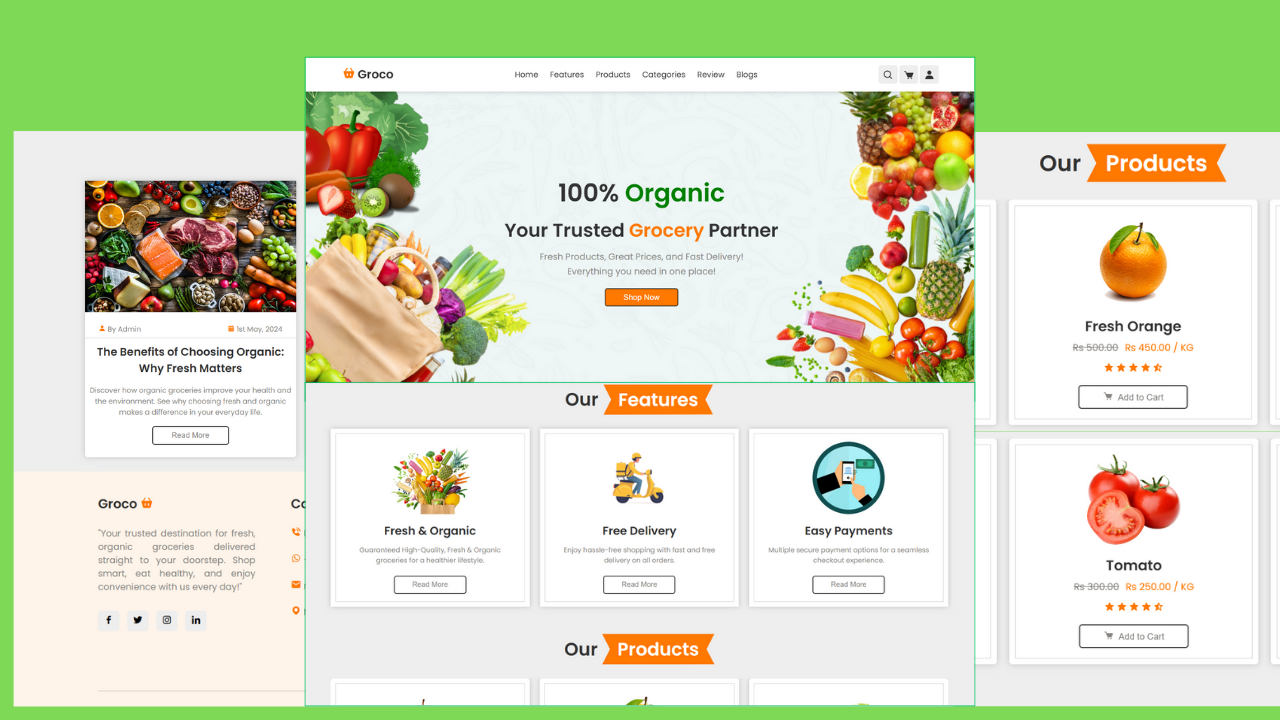 Groco
Home Features Products Categories Review Blogs
100% Organic
Your Trusted Grocery Partner
Fresh Products, Great Prices, and Fast Delivery!
Everything you need in one place!
Shop Now
Our Features
Fresh & Organic
Guaranteed High-Quality, Fresh & Organic
groceries for a healthier lifestyle.
Read More
Free Delivery
Enjoy hassle-free shopping with fast and free
delivery on all orders.
Read More
Easy Payments
Multiple secure payment options for a seamless
checkout experience.
Read More
Our Products
By Admin
1st May, 2024
The Benefits of Choosing Organic:
Why Fresh Matters
Discover how organic groceries improve your health and
the environment. See why choosing fresh and organic
makes a difference in your everyday life.
Read More
Groco
"Your trusted destination for fresh,
organic groceries delivered
straight to your doorstep. Shop
smart, eat healthy, and enjoy
convenience with us every day!"
f
in
Our Products
Fresh Orange
Rs 500.00 Rs 450.00 / KG
Add to Cart
Tomato
Rs 300.00 Rs 250.00 / KG
Add to Cart